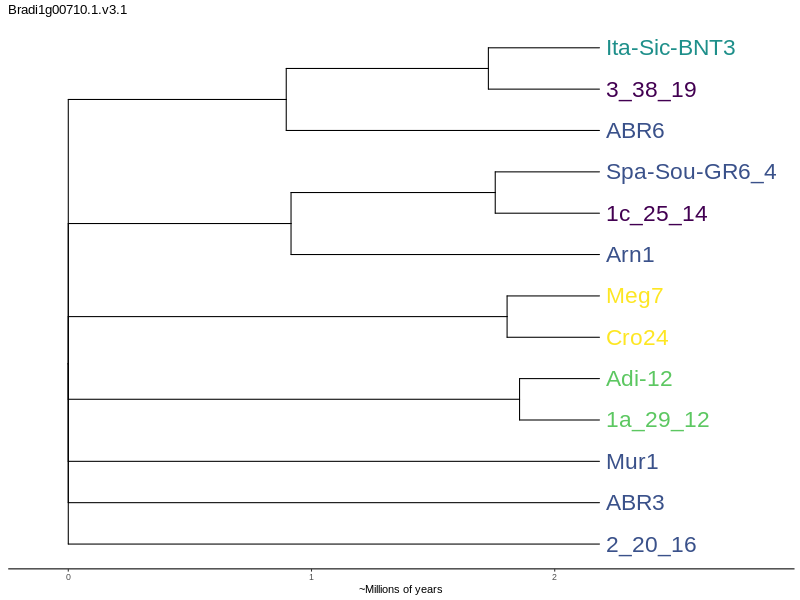 Bradi1g00710.1.v3.1
Ita-Sic-BNT3
3_38_19
ABR6
Spa-Sou-GR6_4
1c_25_14
Arn1
Meg7
Cro24
Adi-12
1a_29_12
Mur1
ABR3
2_20_16
0 1 2
~Millions of years